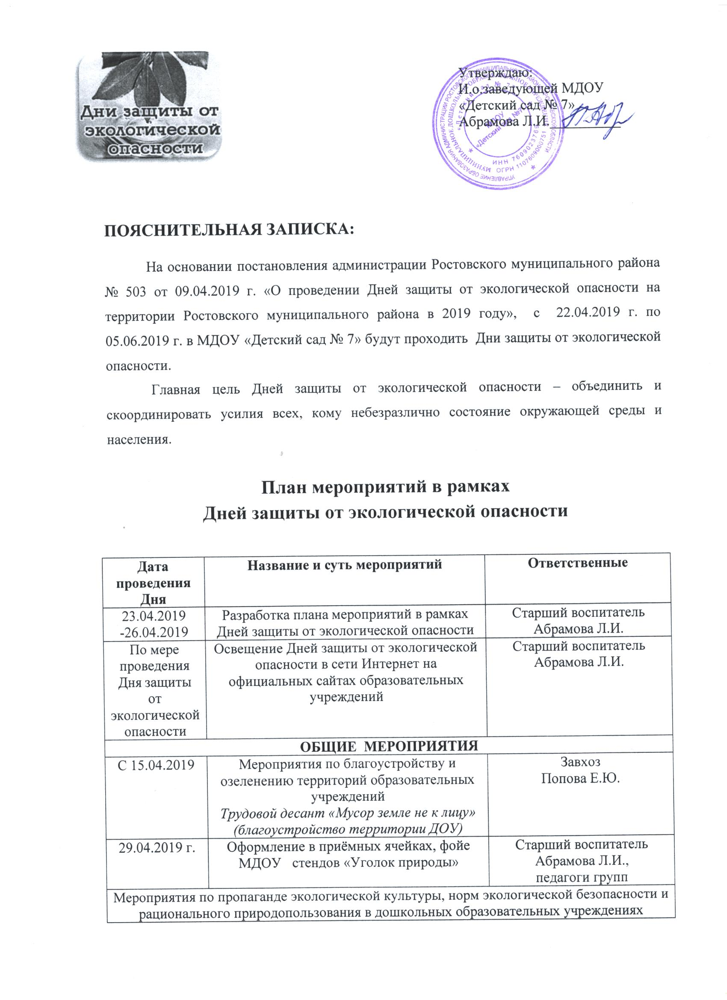 Дни защиты от
экологической
опасности
Утверждаю:
И.о.заведующей МДОУ
«Детский сад № 7»
Абрамова Л.И.
МДОУ
«Детский сад №7»
ИНН 7609023769
ОГРН 1107609000751
ПОЯСНИТЕЛЬНАЯ ЗАПИСКА:
На основании постановления администрации Ростовского муниципального района
№ 503 от 09.04.2019 г. «О проведении Дней защиты от экологической опасности на
территории Ростовского муниципального района в 2019 году», с 22.04.2019 г. по
05.06.2019 г. в МДОУ «Детский сад № 7» будут проходить Дни защиты от экологической
опасности.
Главная цель Дней защиты от экологической опасности – объединить и
скоординировать усилия всех, кому небезразлично состояние окружающей среды и
населения.
План мероприятий в рамках
Дней защиты от экологической опасности
Дата
проведения
Дня
Название и суть мероприятий
Ответственные
23.04.2019
-26.04.2019
Разработка плана мероприятий в рамках
Дней защиты от экологической опасности
Старший воспитатель
Абрамова Л.И.
По мере
проведения
Дня защиты
от
экологической
опасности
Освещение Дней защиты от экологической
опасности в сети Интернет на
официальных сайтах образовательных
учреждений
Старший воспитатель
Абрамова Л.И.
ОБЩИЕ МЕРОПРИЯТИЯ
С 15.04.2019
Мероприятия по благоустройству и
озеленению территорий образовательных
учреждений
Трудовой десант «Мусор земле не к лицу»
(благоустройство территории ДОУ)
Завхоз
Попова Е.Ю.
29.04.2019 г.
Оформление в приёмных ячейках, фойе
МДОУ стендов «Уголок природы»
Старший воспитатель
Абрамова Л.И.,
педагоги групп
Мероприятия по пропаганде экологической культуры, норм экологической безопасности и
рационального природопользования в дошкольных образовательных учреждениях